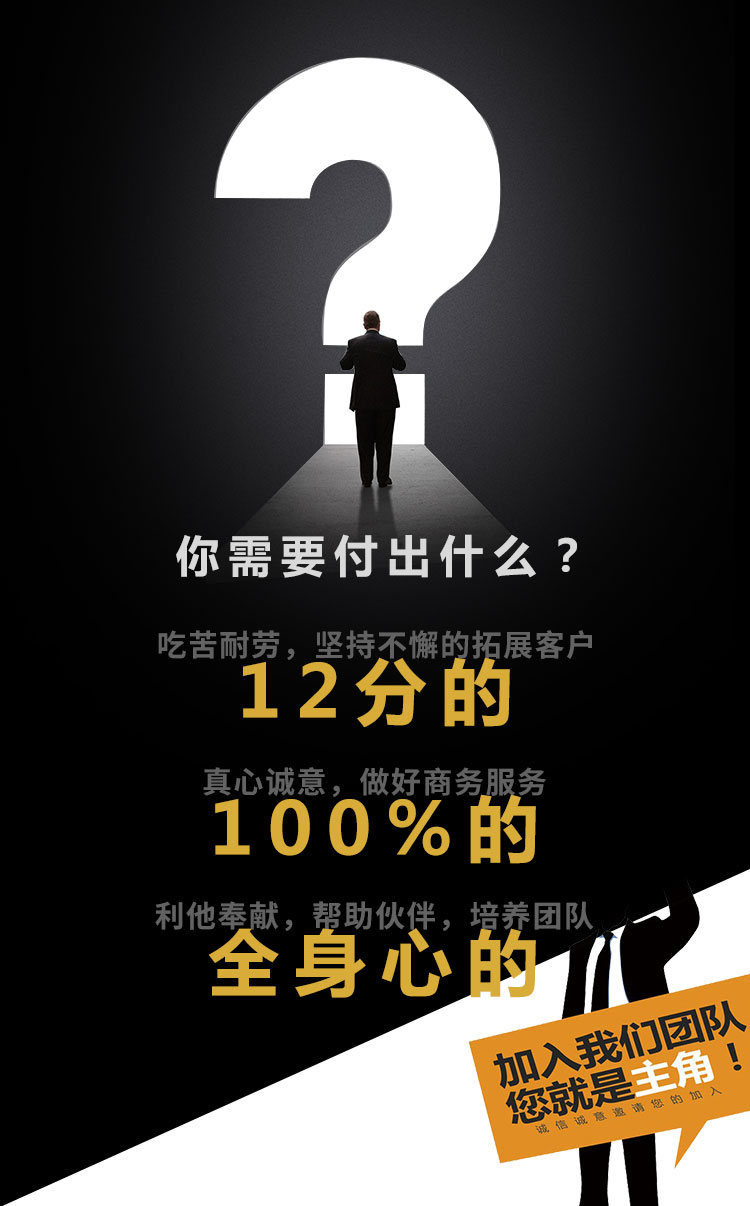 你需要付出什么？
吃苦耐劳，坚持不懈的拓展客户
12分的
真心诚意，做好商务服务
100%的
利他奉献，帮助伙伴，培养团队
全身心的
加入我们团队
您就是主角！
诚信诚意邀请您的加入